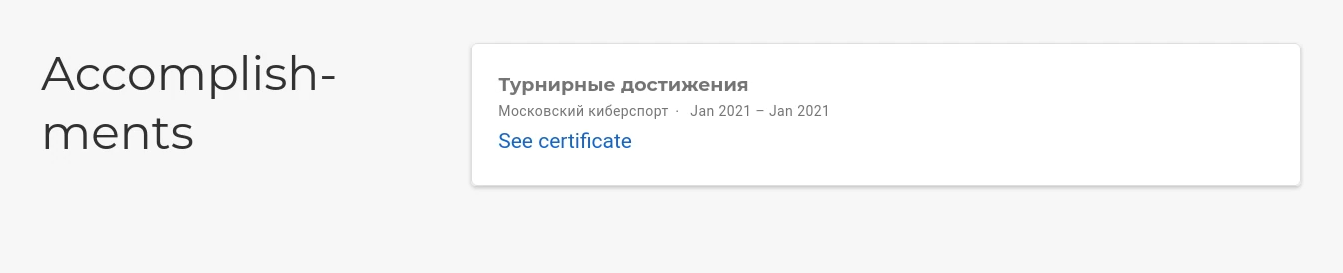 Accomplish-
ments
Турнирные достижения
Московский киберспорт · Jan 2021 – Jan 2021
See certificate